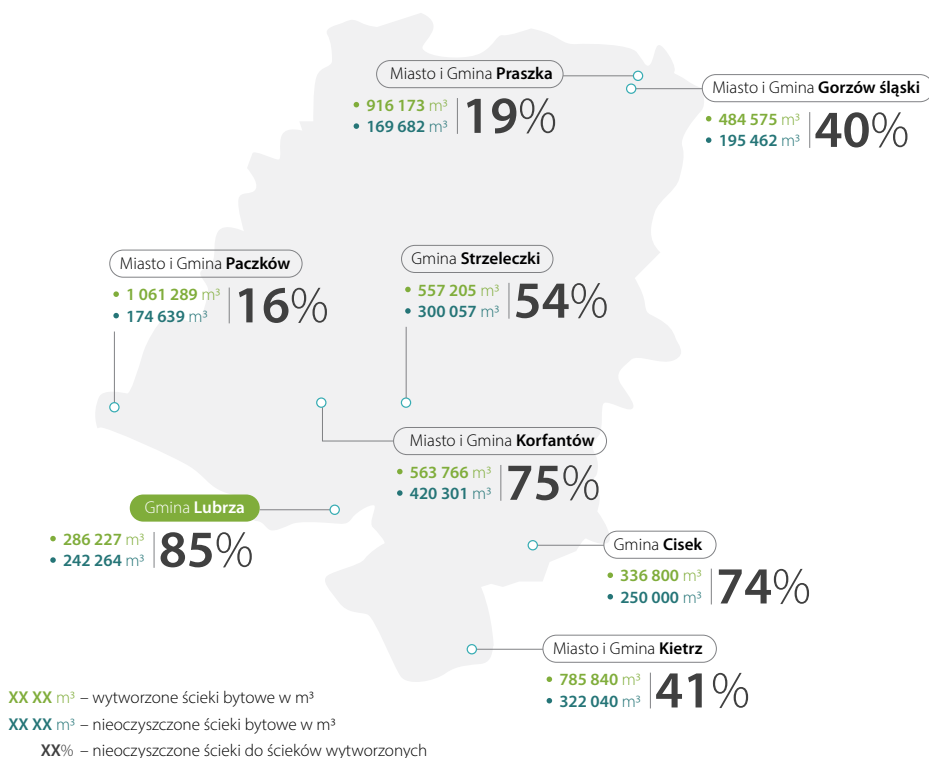 Miasto i Gmina Praszka
• 916 173 m³
• 169 682 m³
19%
Miasto i Gmina Gorzów śląski
• 484 575 m³
• 195 462 m³
40%
Miasto i Gmina Paczków
• 1 061 289 m³
• 174 639 m³
16%
Gmina Strzeleczki
• 557 205 m³
• 300 057 m³
54%
Miasto i Gmina Korfantów
• 563 766 m³
• 420 301 m³
75%
Gmina Lubrza
• 286 227 m³
• 242 264 m³
85%
Gmina Cisek
• 336 800 m³
• 250 000 m³
74%
Miasto i Gmina Kietrz
• 785 840 m³
• 322 040 m³
41%
XX XX m³ – wytworzone ścieki bytowe w m³
XX XX m³ – nieoczyszczone ścieki bytowe w m³
XX% – nieoczyszczone ścieki do ścieków wytworzonych